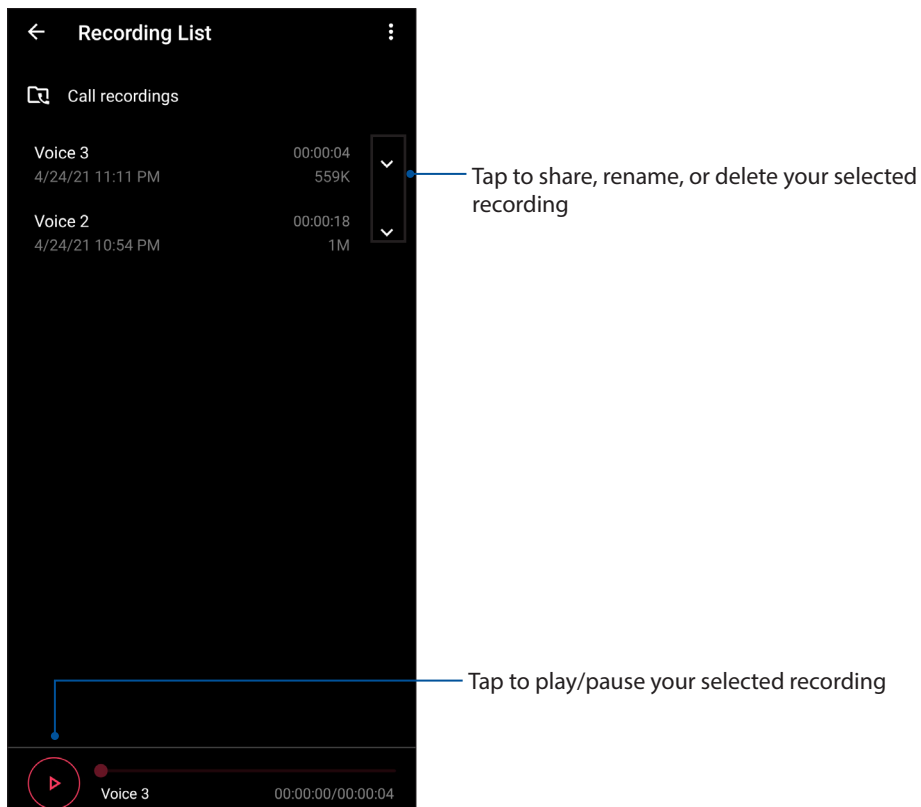 Recording List
Call recordings
Voice 3 00:00:04
4/24/21 11:11 PM 559K
Tap to share, rename, or delete your selected
recording
Voice 2 00:00:18
4/24/21 10:54 PM 1M
Tap to play/pause your selected recording
Voice 3 00:00:00/00:00:04